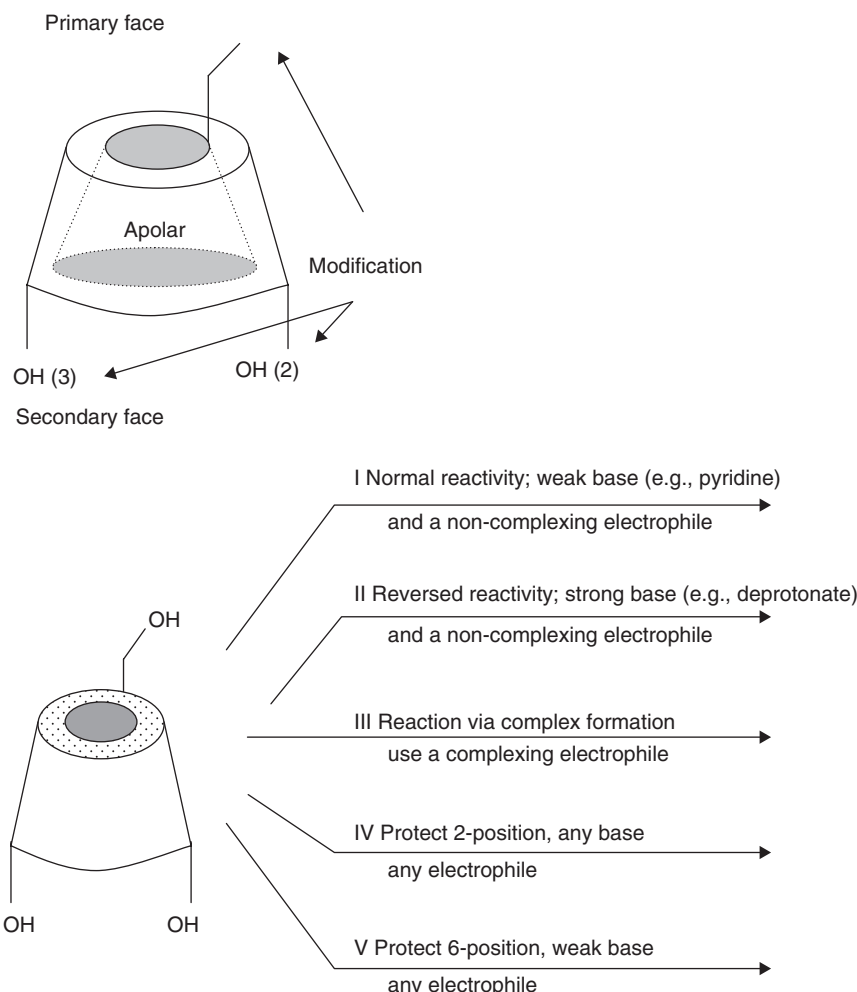 Primary face
Apolar
Modification
OH (3)
OH (2)
Secondary face
I Normal reactivity; weak base (e.g., pyridine)
and a non-complexing electrophile
II Reversed reactivity; strong base (e.g., deprotonate)
and a non-complexing electrophile
OH
III Reaction via complex formation
use a complexing electrophile
IV Protect 2-position, any base
any electrophile
OH
OH
V Protect 6-position, weak base
any electrophile